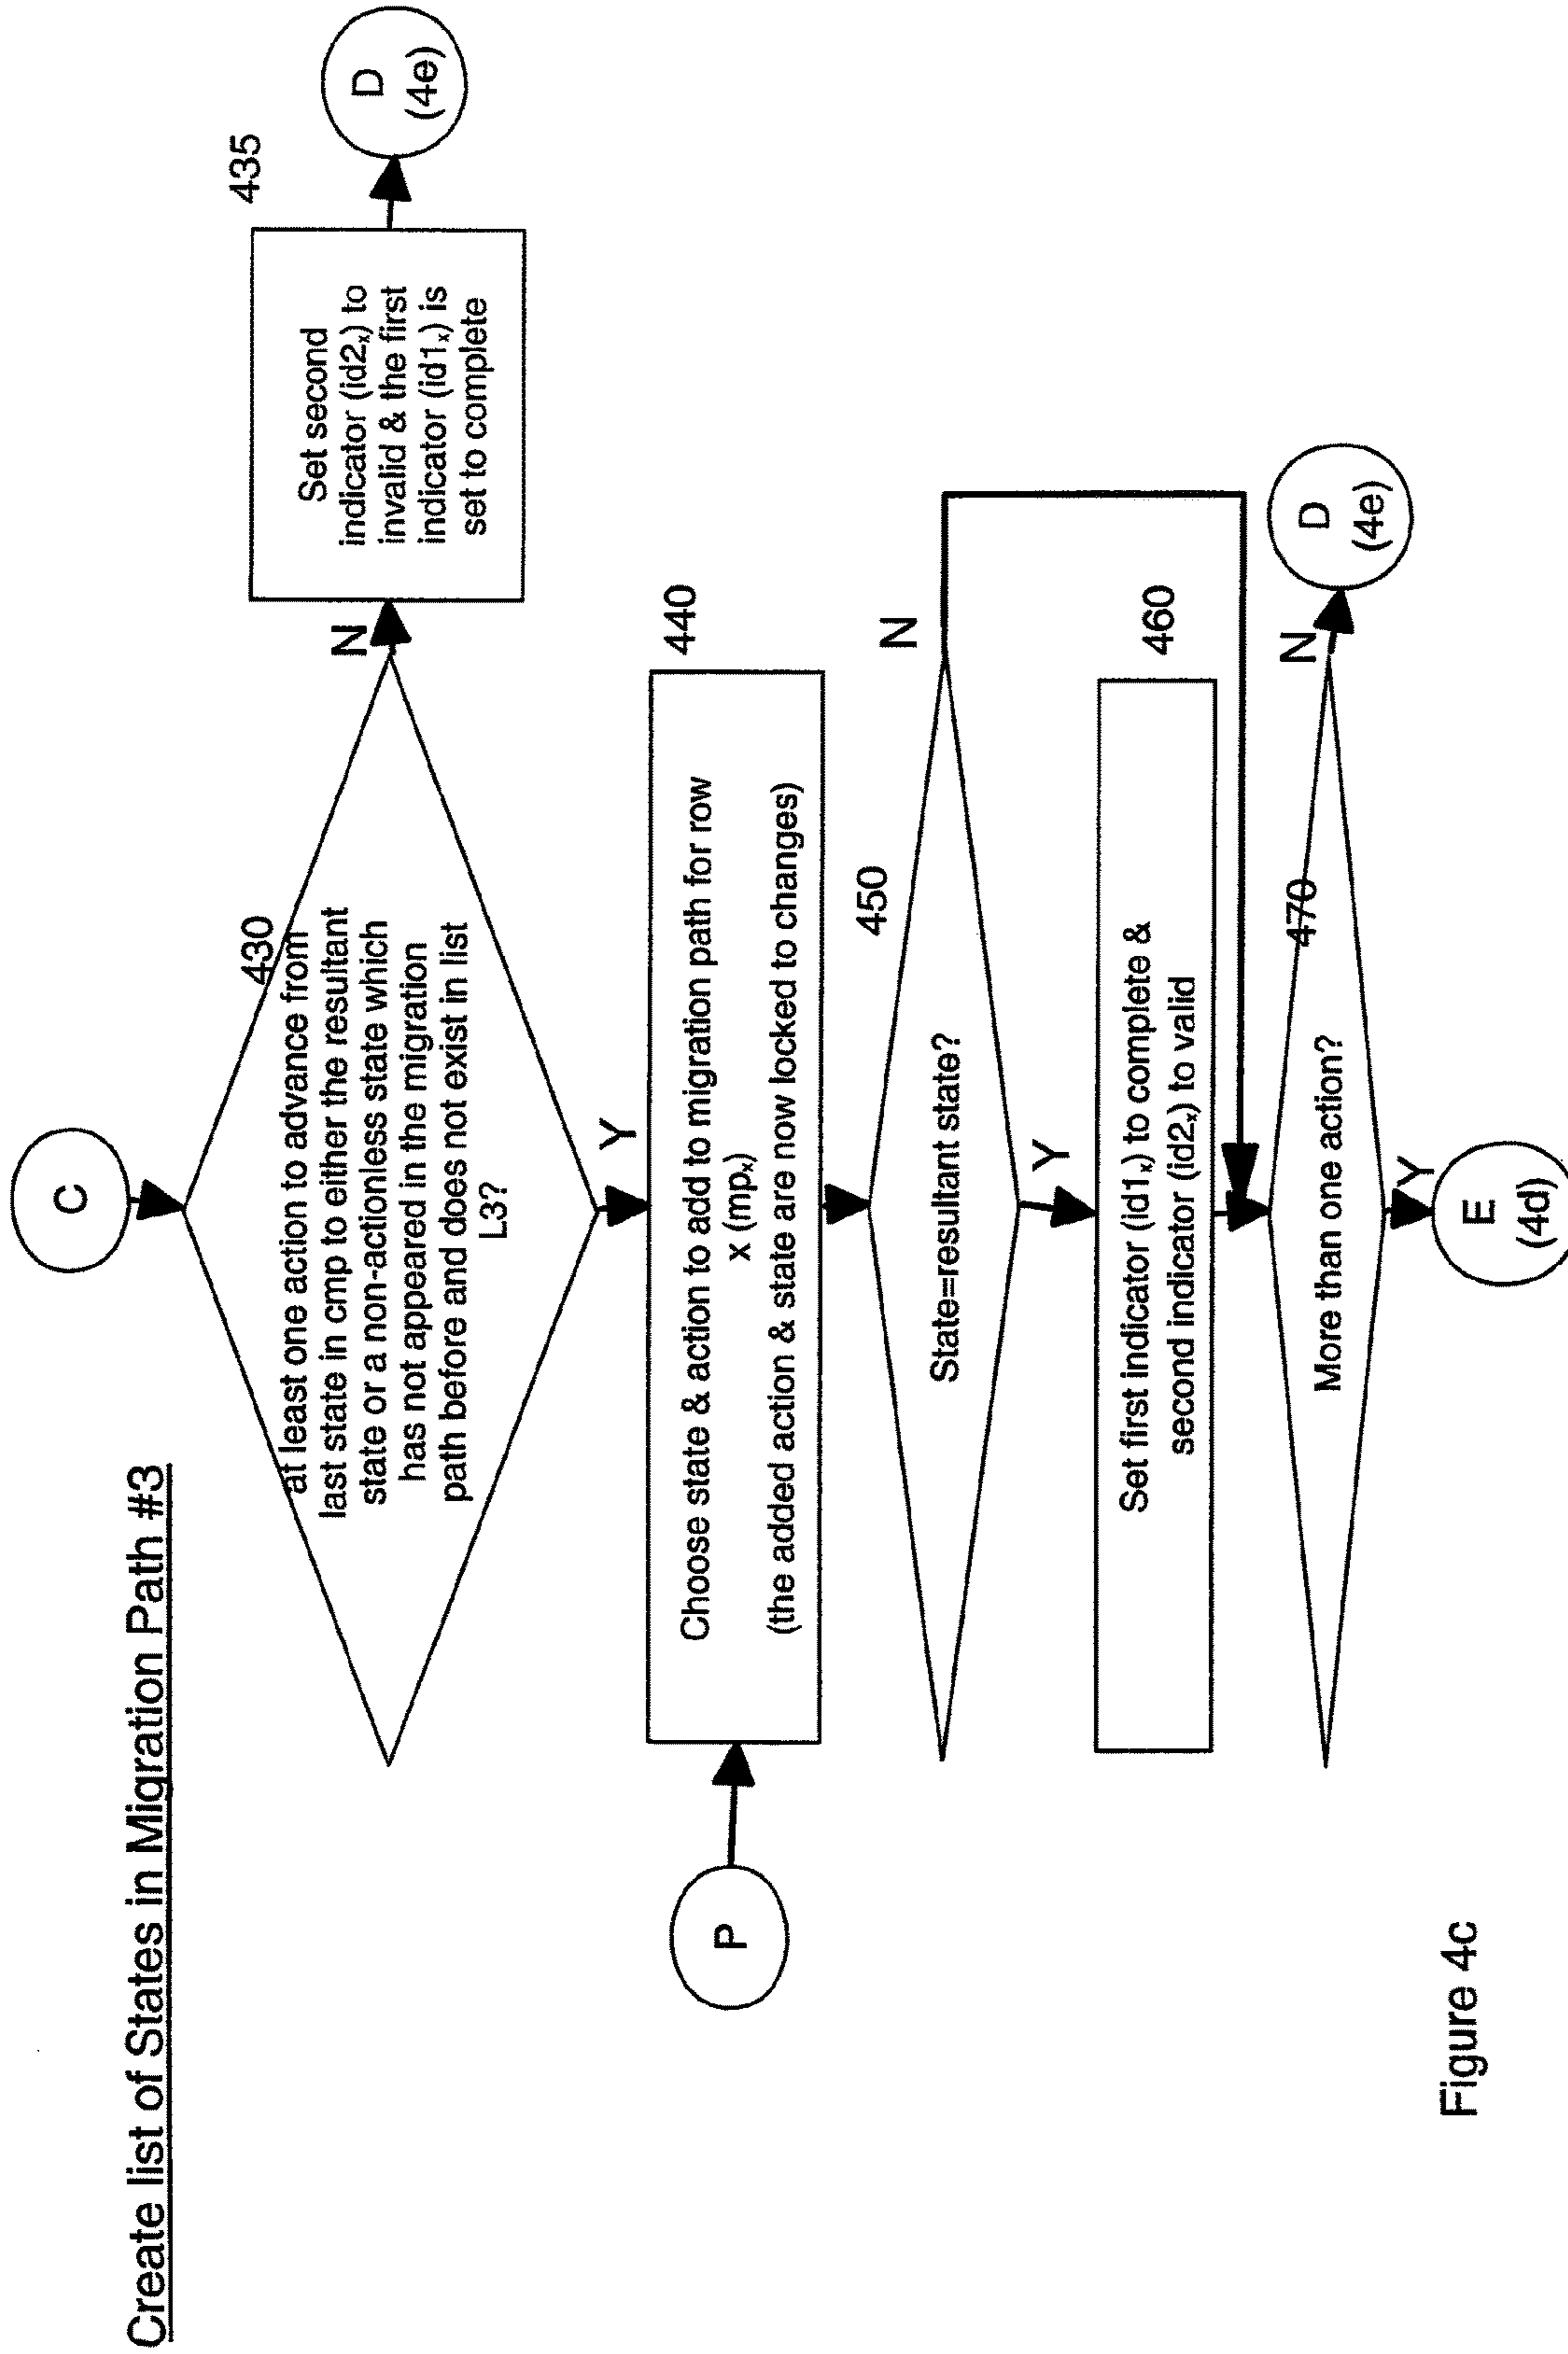 Create list of States in Migration Path #3
C
430
at least one action to advance from
last state in cmp to either the resultant
state or a non-actionless state which
has not appeared in the migration
path before and does not exist in list
L3?
N
435
Set second
indicator (id2ₓ) to
invalid & the first
indicator (id1ₓ) is
set to complete
D
(4e)
Y
P
440
Choose state & action to add to migration path for row
x (mpₓ)
(the added action & state are now locked to changes)
450
State=resultant state?
N
Y
460
Set first indicator (id1ₓ) to complete &
second indicator (id2ₓ) to valid
470
More than one action?
N
D
(4e)
Y
E
(4d)
Figure 4c